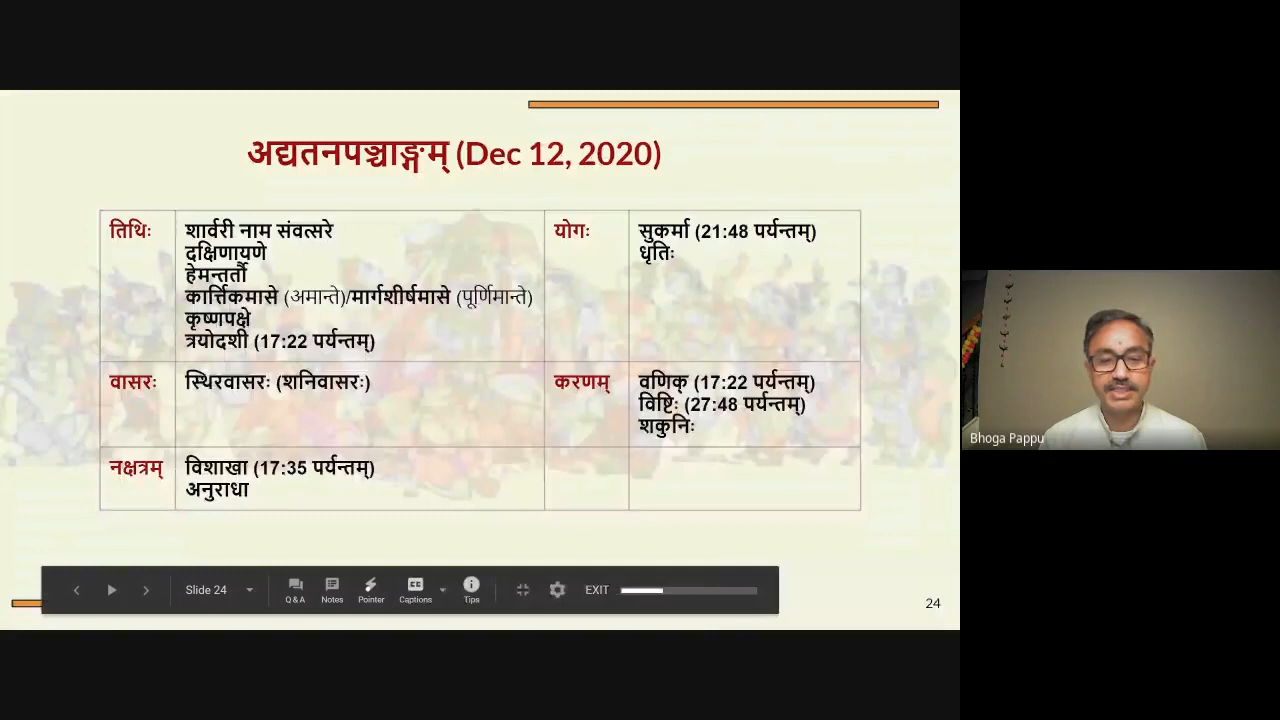 अद्यतनपञ्चाङ्गम् (Dec 12, 2020)
तिथिः
शार्वरी नाम संवत्सरे
दक्षिणायणे
हेमन्तर्तौ
कार्त्तिकमासे (अमान्ते)/मार्गशीर्षमासे (पूर्णिमान्ते)
कृष्णपक्षे
त्रयोदशी (17:22 पर्यन्तम्)
योगः
सुकर्मा (21:48 पर्यन्तम्)
धृतिः
वासरः
स्थिरवासरः (शनिवासरः)
करणम्
वणिक् (17:22 पर्यन्तम्)
विष्टिः (27:48 पर्यन्तम्)
शकुनिः
नक्षत्रम्
विशाखा (17:35 पर्यन्तम्)
अनुराधा
Slide 24
Q & A
Notes
Pointer
CC
Captions
Tips
EXIT
24
Bhoga Pappu